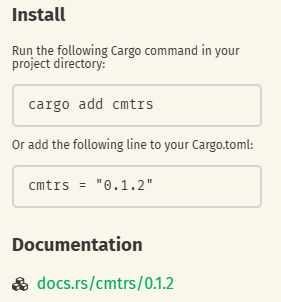 Install
Run the following Cargo command in your
project directory:
cargo add cmtrs
Or add the following line to your Cargo.toml:
cmtrs = "0.1.2"
Documentation
docs.rs/cmtrs/0.1.2